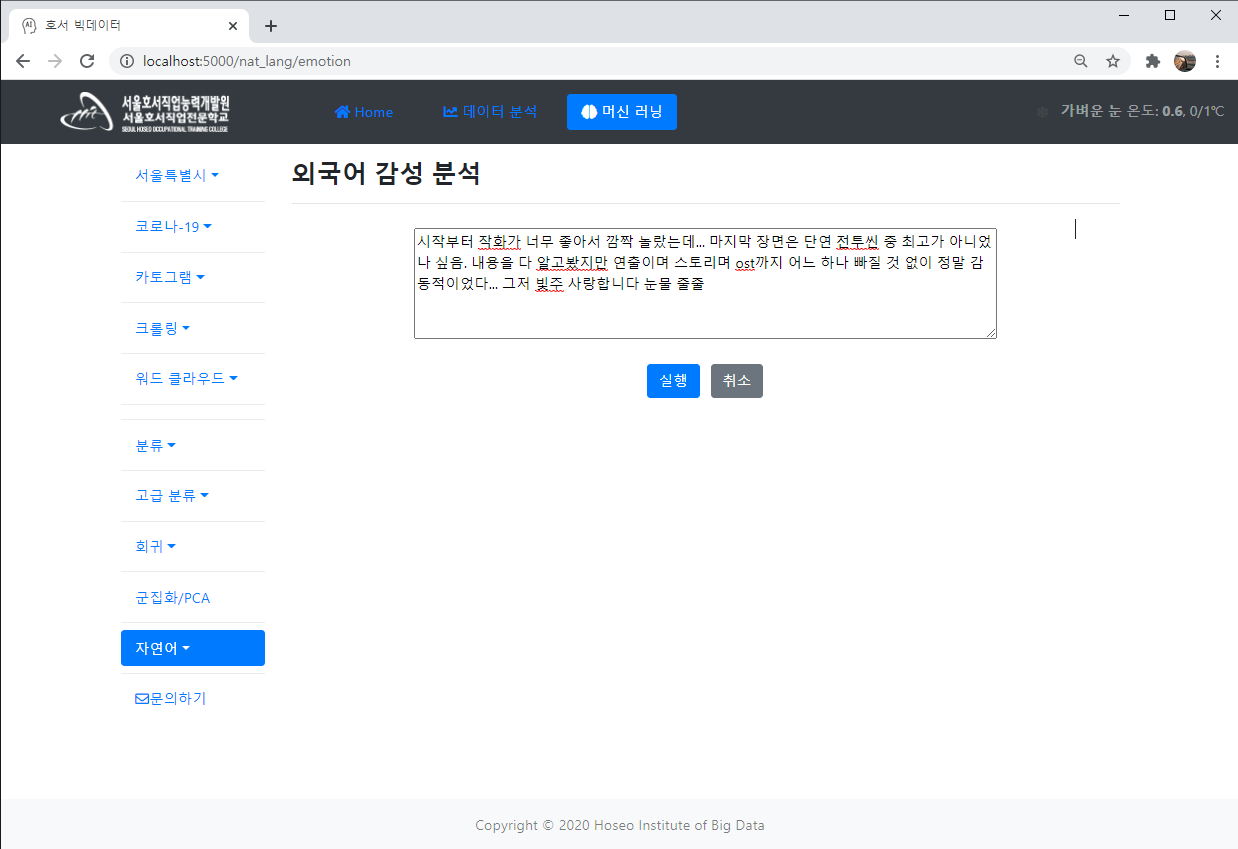 호서 빅데이터
localhost:5000/nat_lang/emotion
서울호서직업능력개발원
서울호서직업전문학교
SEOUL HOSEO OCCUPATIONAL TRAINING COLLEGE
Home
데이터 분석
머신 러닝
가벼운 눈 온도: 0.6, 0/1℃
서울특별시
코로나-19
카토그램
크롤링
워드 클라우드
분류
고급 분류
회귀
군집화/PCA
자연어
문의하기
외국어 감성 분석
시작부터 작화가 너무 좋아서 깜짝 놀랐는데... 마지막 장면은 단연 전투씬 중 최고가 아니었
나 싶음. 내용을 다 알고봤지만 연출이며 스토리며 ost까지 어느 하나 빠질 것 없이 정말 감
동적이었다... 그저 빛주 사랑합니다 눈물 줄줄
실행 취소
Copyright © 2020 Hoseo Institute of Big Data